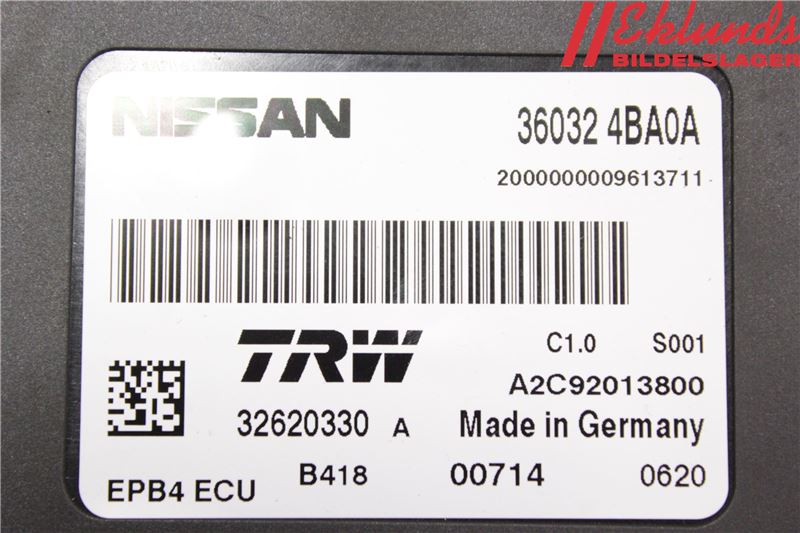 Eklunds
BILDELSLAGER
NISSAN 36032 4BA0A
2000000009613711
TRW C1.0 S001
A2C92013800
32620330 A Made in Germany
EPB4 ECU B418 00714 0620